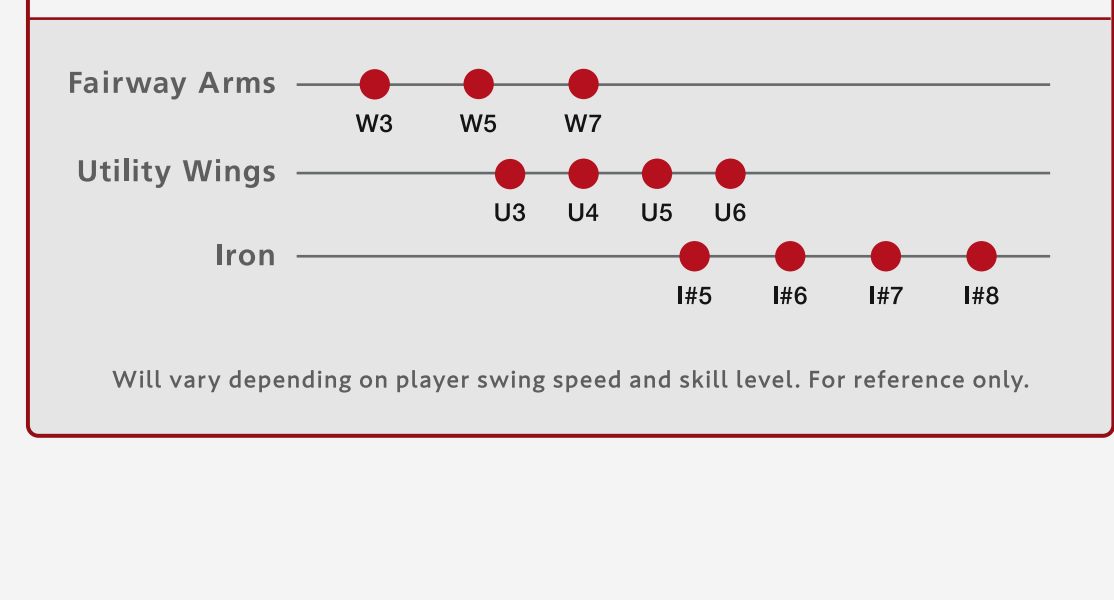 Fairway Arms
W3 W5 W7
Utility Wings
U3 U4 U5 U6
Iron
I#5 I#6 I#7 I#8
Will vary depending on player swing speed and skill level. For reference only.